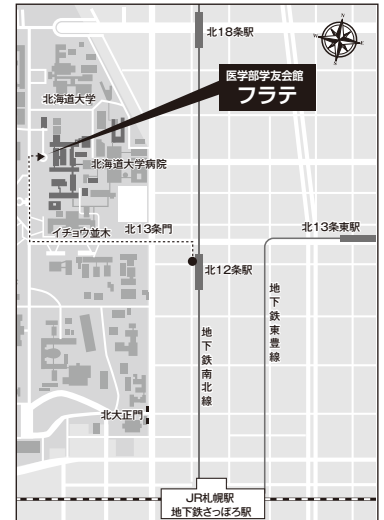 北18条駅
N
W
E
S
医学部学友会館
フラテ
北海道大学
北海道大学病院
イチョウ並木
北13条門
北13条東駅
北12条駅
地下鉄南北線
地下鉄東豊線
北大正門
JR札幌駅
地下鉄さっぽろ駅